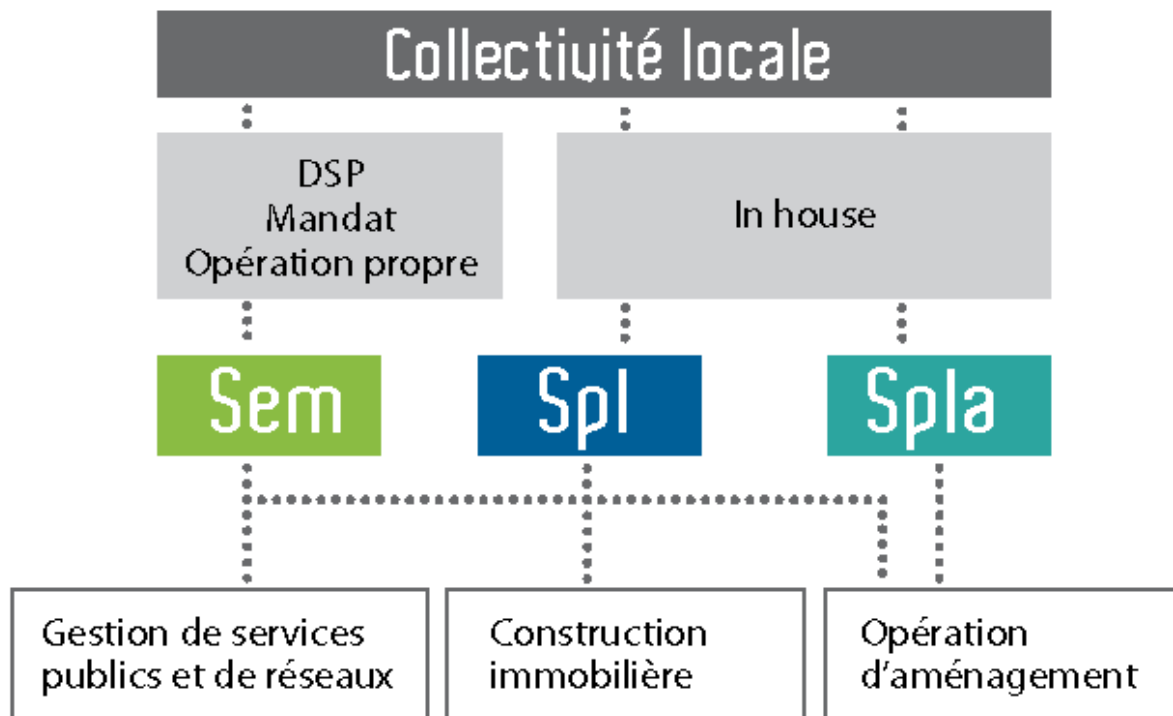 Collectivité locale
DSP
Mandat
Opération propre
In house
Sem
Spl
Spla
Gestion de services
publics et de réseaux
Construction
immobilière
Opération
d'aménagement